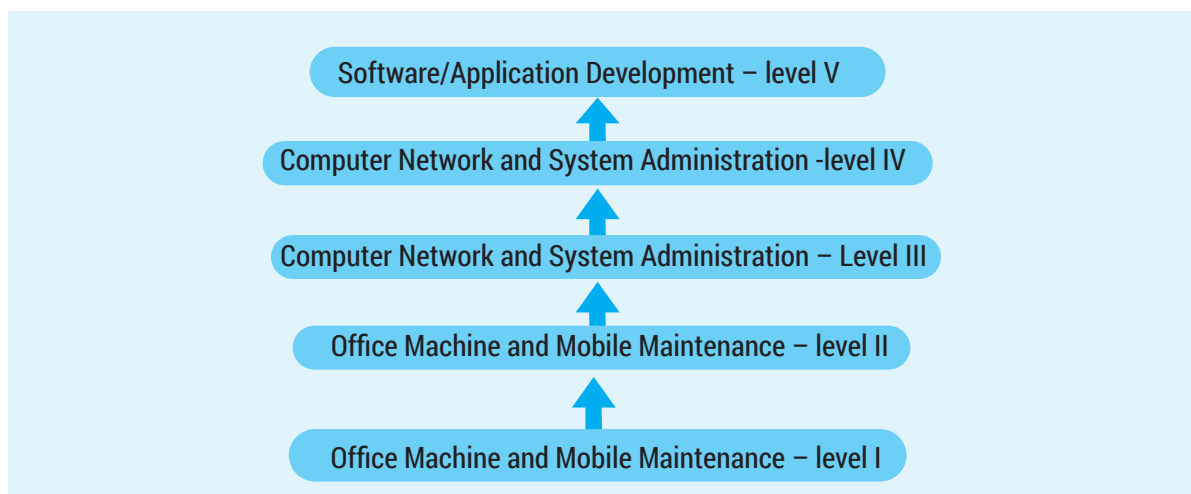 Software/Application Development – level V
Computer Network and System Administration -level IV
Computer Network and System Administration – Level III
Office Machine and Mobile Maintenance – level II
Office Machine and Mobile Maintenance – level I